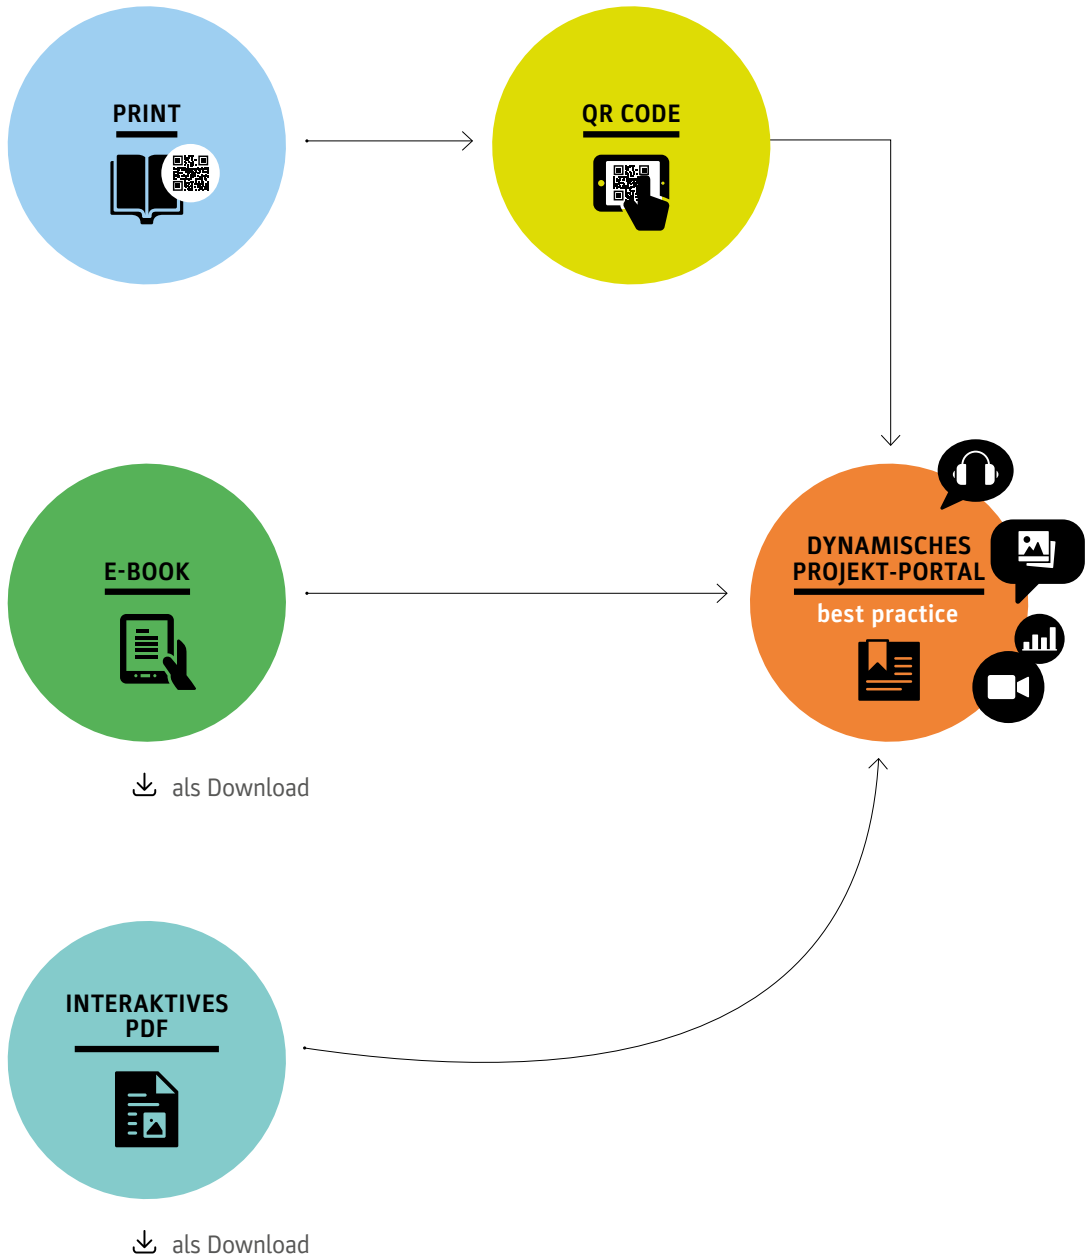 PRINT
QR CODE
E-BOOK
DYNAMISCHES
PROJEKT-PORTAL
best practice
als Download
INTERAKTIVES
PDF
als Download